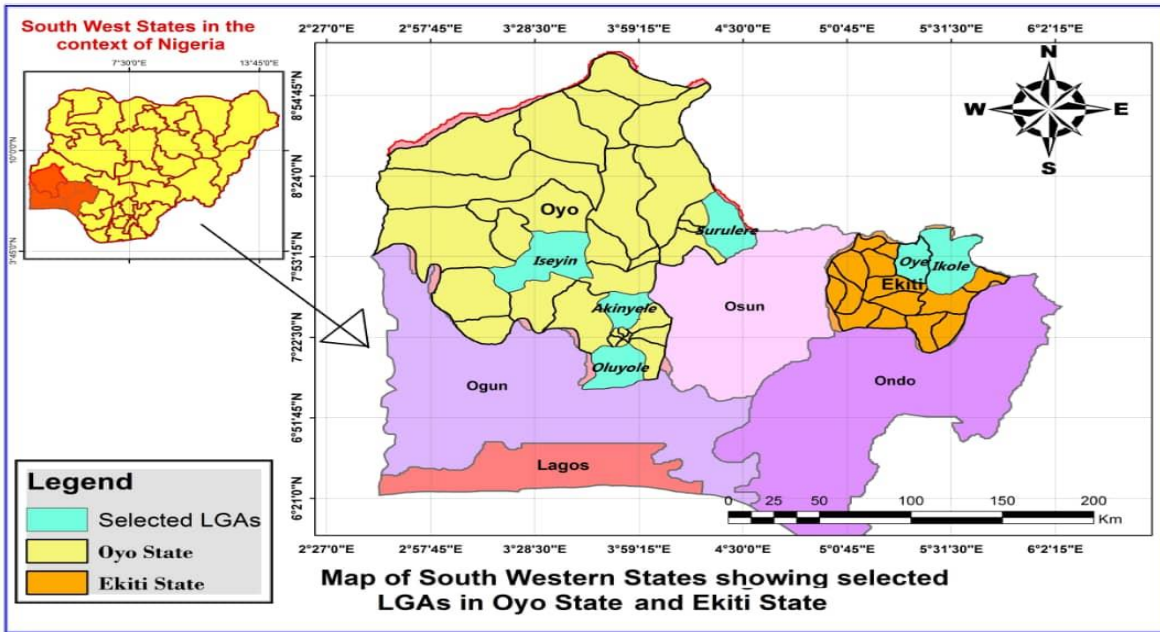 South West States in the
context of Nigeria
7°30'0"E
13°45'0"E
10°0'0"N
3°45'0"N
2°27'0"E
2°57'45"E
3°28'30"E
3°59'15"E
4°30'0"E
5°0'45"E
5°31'30"E
6°2'15"E
8°54'45"N
8°24'0"N
7°53'15"N
7°22'30"N
6°51'45"N
6°21'0"N
N
W
E
S
Oyo
Surulere
Iseyin
Oye
Ikole
Ekiti
Akinyele
Osun
Oluyole
Ogun
Ondo
Lagos
0 25 50 100 150 200
Km
2°27'0"E
2°57'45"E
3°28'30"E
3°59'15"E
4°30'0"E
5°0'45"E
5°31'30"E
6°2'15"E
Legend
Selected LGAs
Oyo State
Ekiti State
Map of South Western States showing selected
LGAs in Oyo State and Ekiti State